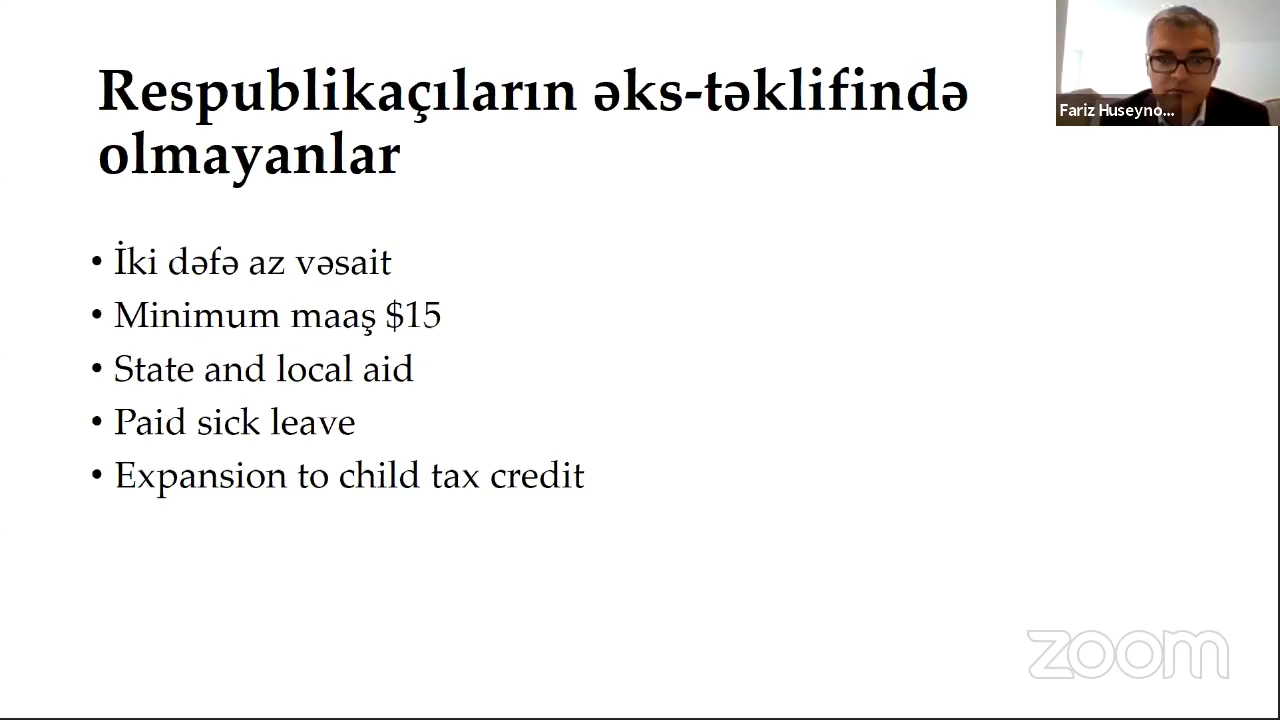 Respublikaçıların əks-təklifində
olmayanlar
• İki dəfə az vəsait
• Minimum maaş $15
• State and local aid
• Paid sick leave
• Expansion to child tax credit
Fariz Huseyno...
zoom